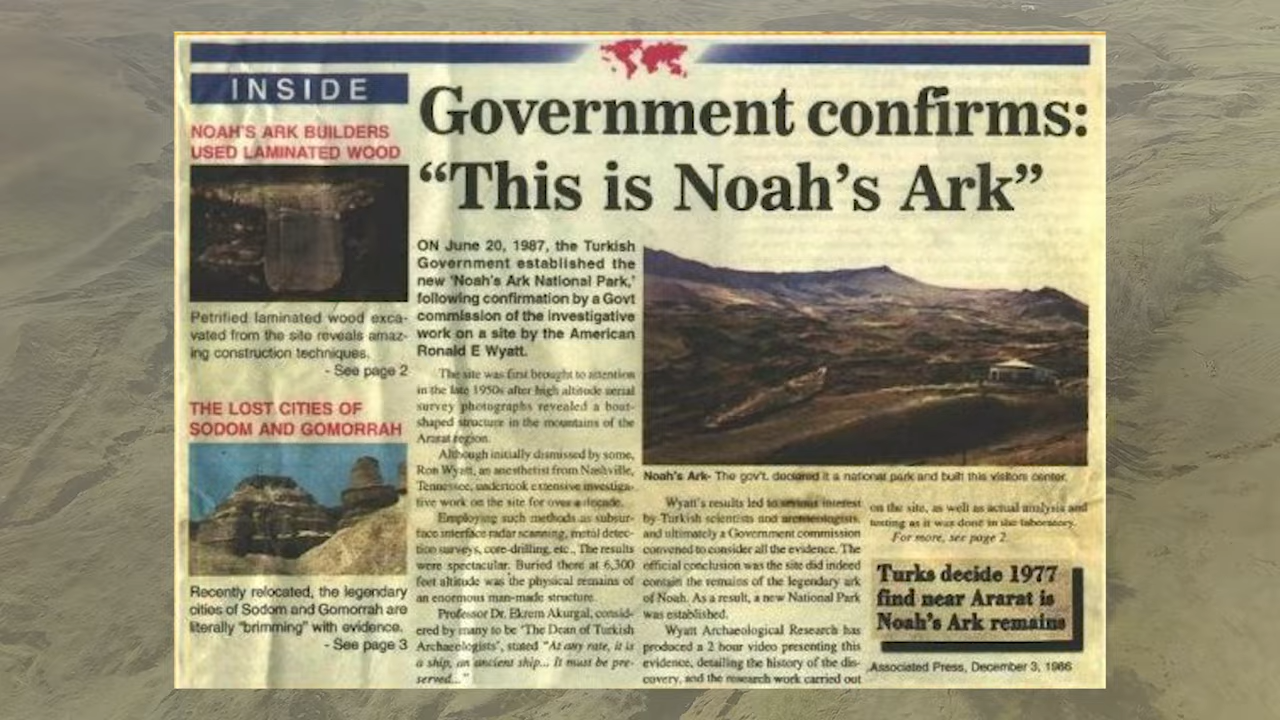 INSIDE
NOAH'S ARK BUILDERS
USED LAMINATED WOOD
Petrified laminated wood exca-
vated from the site reveals amaz-
ing construction techniques.
- See page 2
THE LOST CITIES OF
SODOM AND GOMORRAH
Recently relocated, the legendary
cities of Sodom and Gomorrah are
literally "brimming" with evidence.
- See page 3
Government confirms:
“This is Noah’s Ark”
ON June 20, 1987, the Turkish
Government established the
new 'Noah's Ark National Park,'
following confirmation by a Govt
commission of the investigative
work on a site by the American
Ronald E Wyatt.
The site was first brought to attention
in the late 1950s after high altitude aerial
survey photographs revealed a boat-
shaped structure in the mountains of the
Ararat region.
Although initially dismissed by some,
Ron Wyatt, an anesthetist from Nashville,
Tennessee, undertook extensive investiga-
tive work on the site for over a decade.
Employing such methods as subsur-
face interface radar scanning, metal detec-
tion surveys, core-drilling, etc., The results
were spectacular. Buried there at 6,300
feet altitude was the physical remains of
an enormous man-made structure.
Professor Dr. Ekrem Akurgal, consid-
ered by many to be 'The Dean of Turkish
Archaeologists', stated "At any rate, it is
a ship, an ancient ship... It must be pre-
served..."
Noah's Ark- The gov't. declared it a national park and built this visitors center.
Wyatt's results led to serious interest
by Turkish scientists and archaeologists,
and ultimately a Government commission
convened to consider all the evidence. The
official conclusion was the site did indeed
contain the remains of the legendary ark
of Noah. As a result, a new National Park
was established.
Wyatt Archaeological Research has
produced a 2 hour video presenting this
evidence, detailing the history of the dis-
covery, and the research work carried out
on the site, as well as actual analysis and
testing as it was done in the laboratory.
For more, see page 2.
Turks decide 1977
find near Ararat is
Noah's Ark remains
Associated Press, December 3, 1986